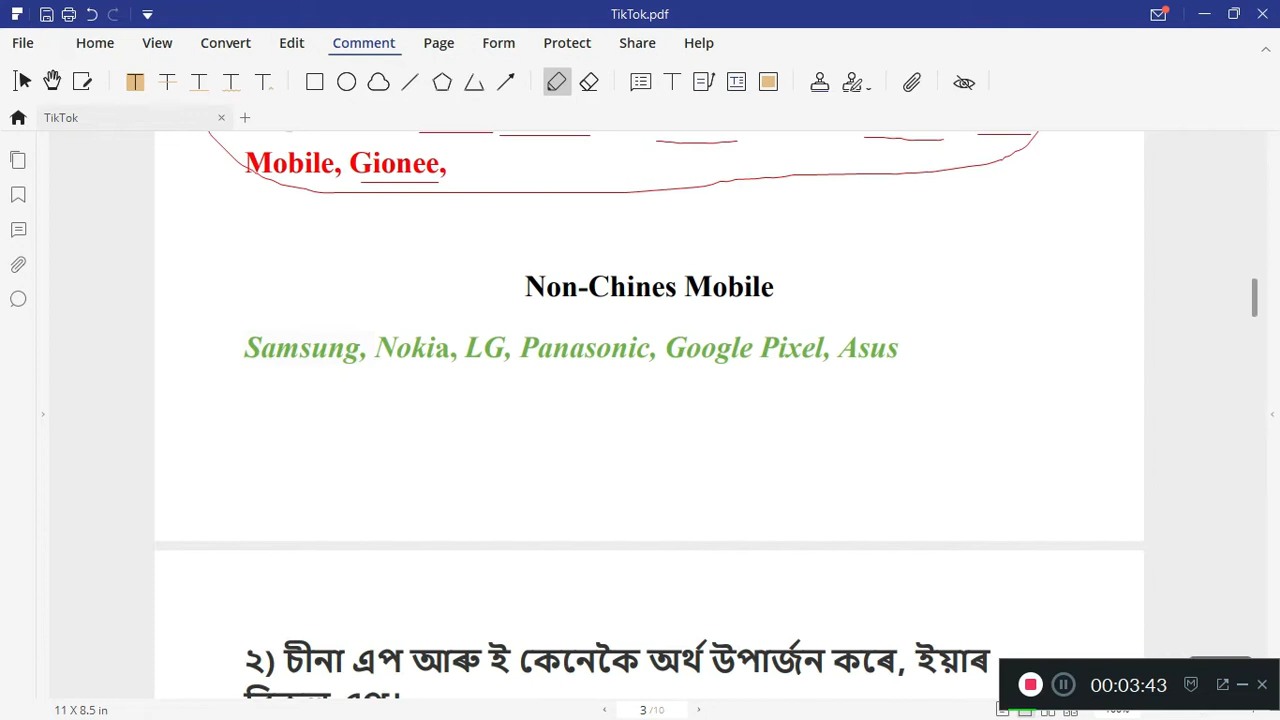 TikTok.pdf
File Home View Convert Edit Comment Page Form Protect Share Help
TikTok
Mobile, Gionee,
Non-Chines Mobile
Samsung, Nokia, LG, Panasonic, Google Pixel, Asus
২) চীনা এপ আৰু ই কেনেকৈ অৰ্থ উপাৰ্জন কৰে, ইয়াৰ
00:03:43
11 X 8.5 in
3 /10